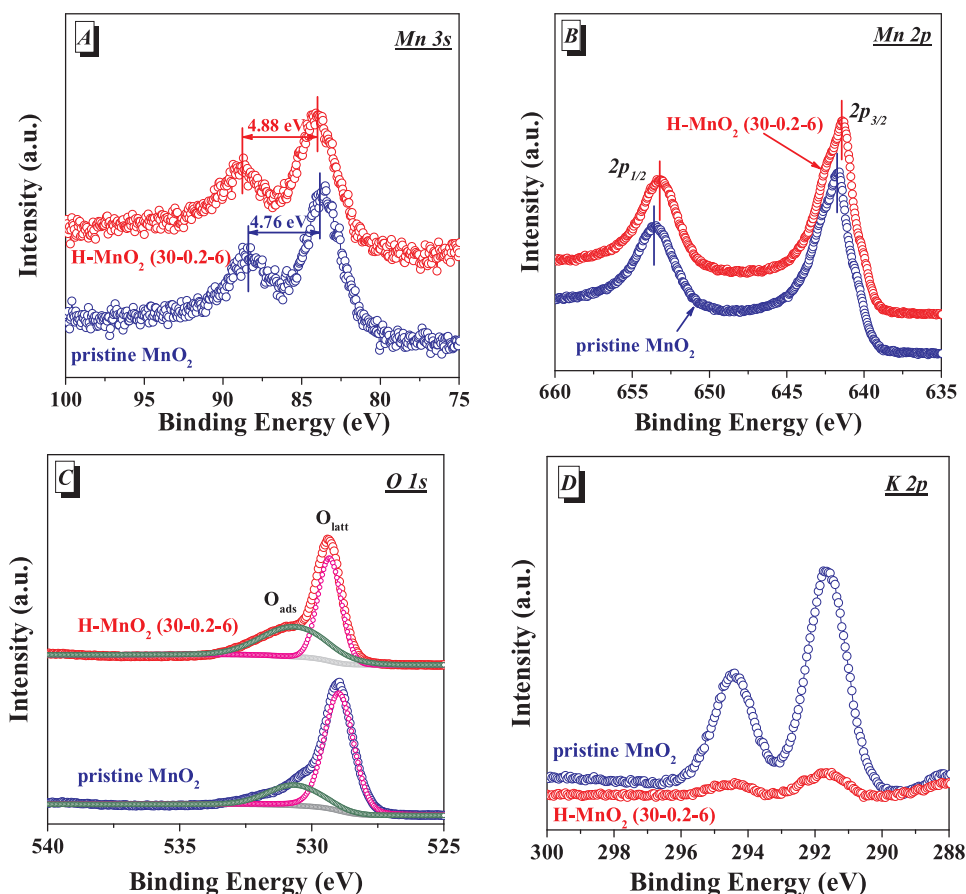 A
Mn 3s
4.88 eV
4.76 eV
H-MnO₂ (30-0.2-6)
pristine MnO₂
Intensity (a.u.)
100 95 90 85 80 75
Binding Energy (eV)
B
Mn 2p
H-MnO₂ (30-0.2-6)
2p₃/₂
2p₁/₂
pristine MnO₂
Intensity (a.u.)
660 655 650 645 640 635
Binding Energy (eV)
C
O 1s
O_latt
O_ads
H-MnO₂ (30-0.2-6)
pristine MnO₂
Intensity (a.u.)
540 535 530 525
Binding Energy (eV)
D
K 2p
pristine MnO₂
H-MnO₂ (30-0.2-6)
Intensity (a.u.)
300 298 296 294 292 290 288
Binding Energy (eV)